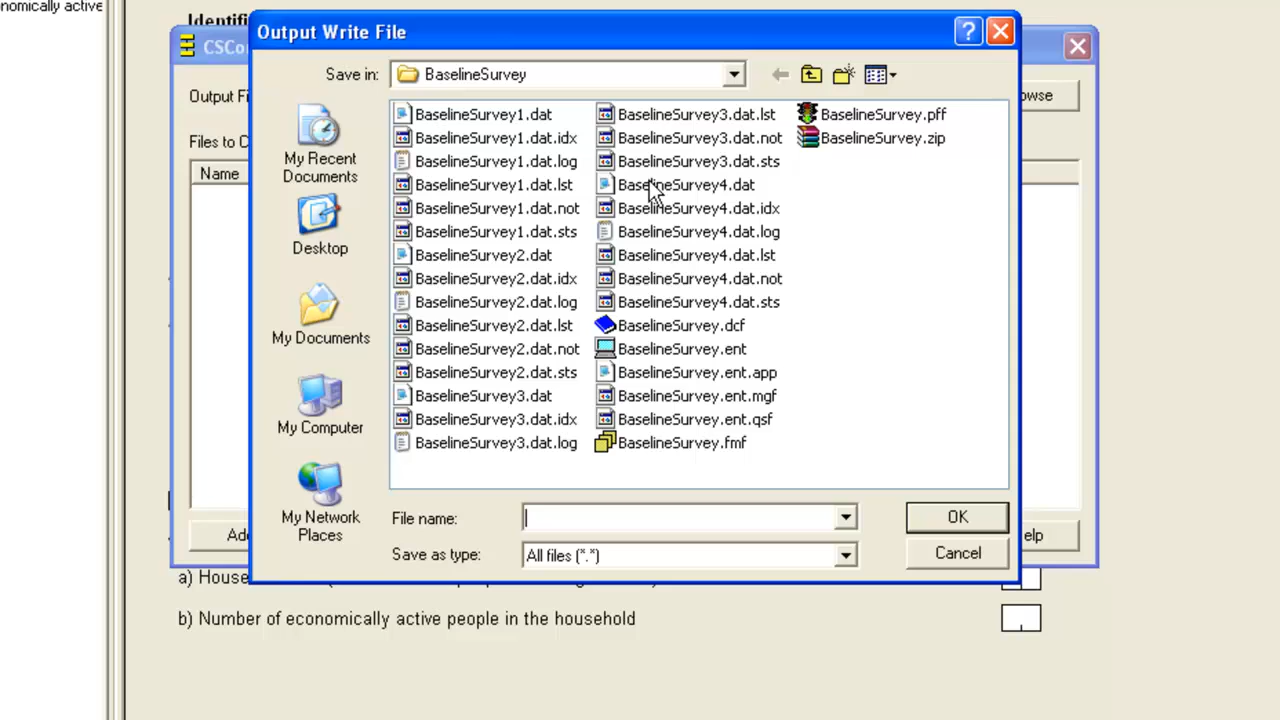 nomically active
Identifi
Output Write File
CSCo
Save in:
BaselineSurvey
Output Fi
owse
Files to C
Name
My Recent
Documents
Desktop
My Documents
My Computer
My Network
Places
BaselineSurvey1.dat
BaselineSurvey1.dat.idx
BaselineSurvey1.dat.log
BaselineSurvey1.dat.lst
BaselineSurvey1.dat.not
BaselineSurvey1.dat.sts
BaselineSurvey2.dat
BaselineSurvey2.dat.idx
BaselineSurvey2.dat.log
BaselineSurvey2.dat.lst
BaselineSurvey2.dat.not
BaselineSurvey2.dat.sts
BaselineSurvey3.dat
BaselineSurvey3.dat.idx
BaselineSurvey3.dat.log
BaselineSurvey3.dat.lst
BaselineSurvey3.dat.not
BaselineSurvey3.dat.sts
BaselineSurvey4.dat
BaselineSurvey4.dat.idx
BaselineSurvey4.dat.log
BaselineSurvey4.dat.lst
BaselineSurvey4.dat.not
BaselineSurvey4.dat.sts
BaselineSurvey.dcf
BaselineSurvey.ent
BaselineSurvey.ent.app
BaselineSurvey.ent.mgf
BaselineSurvey.ent.qsf
BaselineSurvey.fmf
BaselineSurvey.pff
BaselineSurvey.zip
File name:
OK
Save as type:
All files (*.*)
Cancel
Add
elp
a) House
b) Number of economically active people in the household